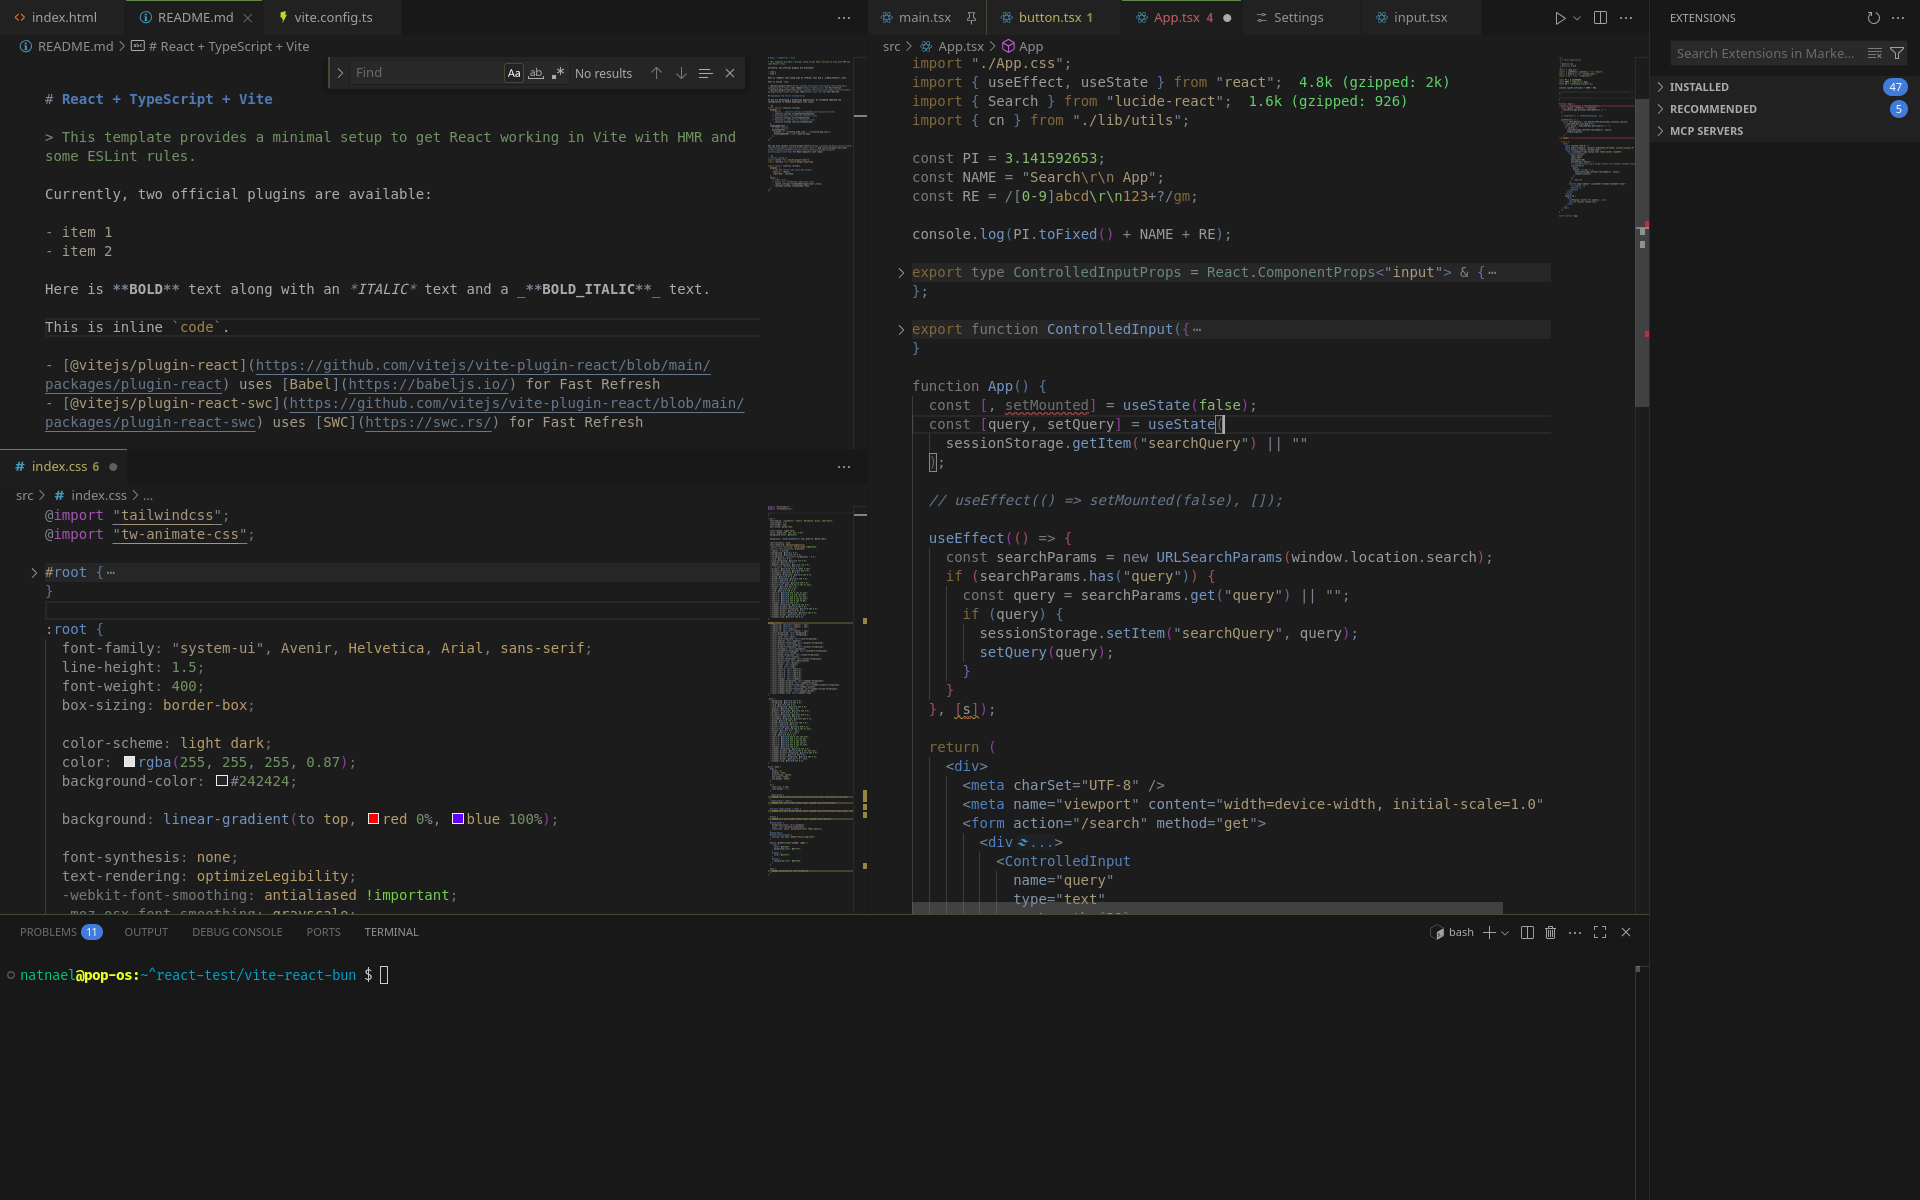 index.html
README.md
vite.config.ts
README.md
# React + TypeScript + Vite
Find
Aa
ab
No results
# React + TypeScript + Vite
> This template provides a minimal setup to get React working in Vite with HMR and
some ESLint rules.
Currently, two official plugins are available:
- item 1
- item 2
Here is **BOLD** text along with an *ITALIC* text and a _**BOLD_ITALIC**_ text.
This is inline `code`.
- [@vitejs/plugin-react](https://github.com/vitejs/vite-plugin-react/blob/main/
packages/plugin-react) uses [Babel](https://babeljs.io/) for Fast Refresh
- [@vitejs/plugin-react-swc](https://github.com/vitejs/vite-plugin-react/blob/main/
packages/plugin-react-swc) uses [SWC](https://swc.rs/) for Fast Refresh
# index.css 6
src > # index.css > ...
@import "tailwindcss";
@import "tw-animate-css";
#root {⋯
}
:root {
font-family: "system-ui", Avenir, Helvetica, Arial, sans-serif;
line-height: 1.5;
font-weight: 400;
box-sizing: border-box;
color-scheme: light dark;
color: rgba(255, 255, 255, 0.87);
background-color: #242424;
background: linear-gradient(to top, red 0%, blue 100%);
font-synthesis: none;
text-rendering: optimizeLegibility;
-webkit-font-smoothing: antialiased !important;
-moz-osx-font-smoothing: grayscale;
main.tsx
button.tsx 1
App.tsx 4
Settings
input.tsx
src > App.tsx > App
import "./App.css";
import { useEffect, useState } from "react"; 4.8k (gzipped: 2k)
import { Search } from "lucide-react"; 1.6k (gzipped: 926)
import { cn } from "./lib/utils";
const PI = 3.141592653;
const NAME = "Search\r\n App";
const RE = /[0-9]abcd\r\n123+?/gm;
console.log(PI.toFixed() + NAME + RE);
export type ControlledInputProps = React.ComponentProps<"input"> & {⋯
};
export function ControlledInput({⋯
}
function App() {
const [, setMounted] = useState(false);
const [query, setQuery] = useState(
sessionStorage.getItem("searchQuery") || ""
);
// useEffect(() => setMounted(false), []);
useEffect(() => {
const searchParams = new URLSearchParams(window.location.search);
if (searchParams.has("query")) {
const query = searchParams.get("query") || "";
if (query) {
sessionStorage.setItem("searchQuery", query);
setQuery(query);
}
}
}, [s]);
return (
<div>
<meta charSet="UTF-8" />
<meta name="viewport" content="width=device-width, initial-scale=1.0"
<form action="/search" method="get">
<div ...>
<ControlledInput
name="query"
type="text"
EXTENSIONS
Search Extensions in Marke...
INSTALLED 47
RECOMMENDED 5
MCP SERVERS
PROBLEMS 11
OUTPUT
DEBUG CONSOLE
PORTS
TERMINAL
bash
natnael@pop-os:~^react-test/vite-react-bun $